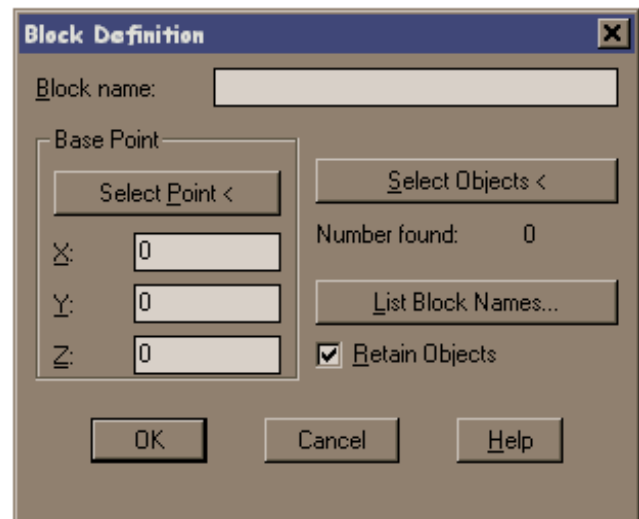 Block Definition
Block name:
Base Point
Select Point <
X: 0
Y: 0
Z: 0
Select Objects <
Number found: 0
List Block Names...
Retain Objects
OK Cancel Help